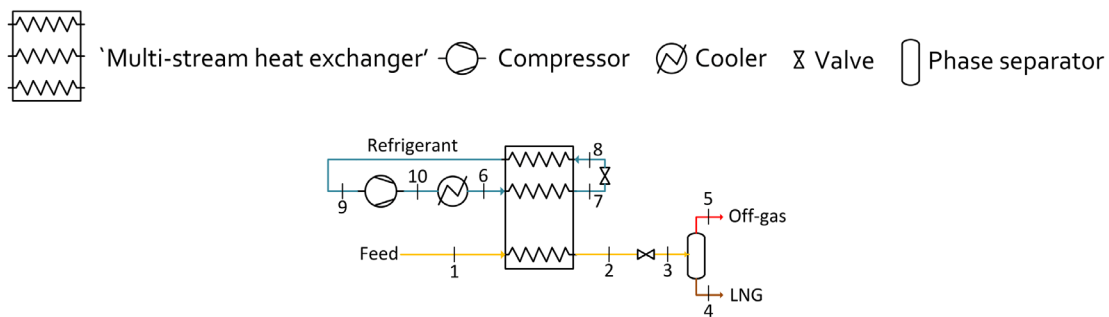 ‘Multi-stream heat exchanger’ Compressor Cooler Valve Phase separator
Refrigerant
8
10 6
9 7
5
Off-gas
Feed
1 2 3
LNG
4